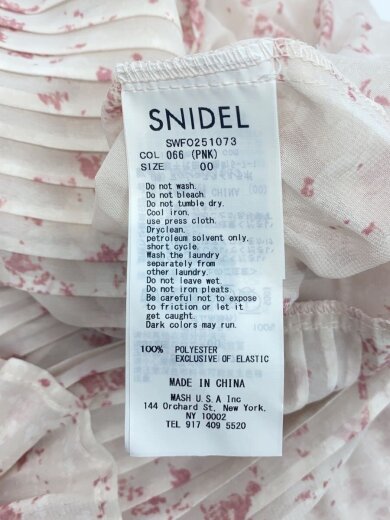 SNIDEL
SWFO251073
COL 066 (PNK)
SIZE 00
Do not wash.
Do not bleach.
Do not tumble dry.
Cool iron.
use press cloth.
Dryclean.
petroleum solvent only.
short cycle.
Wash the laundry
separately from
other laundry.
Do not leave wet.
Do not iron pleats.
Be careful not to expose
to friction or let it
get caught.
Dark colors may run.
100% POLYESTER
EXCLUSIVE OF ELASTIC
MADE IN CHINA
MASH U.S.A Inc
144 Orchard St, New York.
NY 10002
TEL 917 409 5520